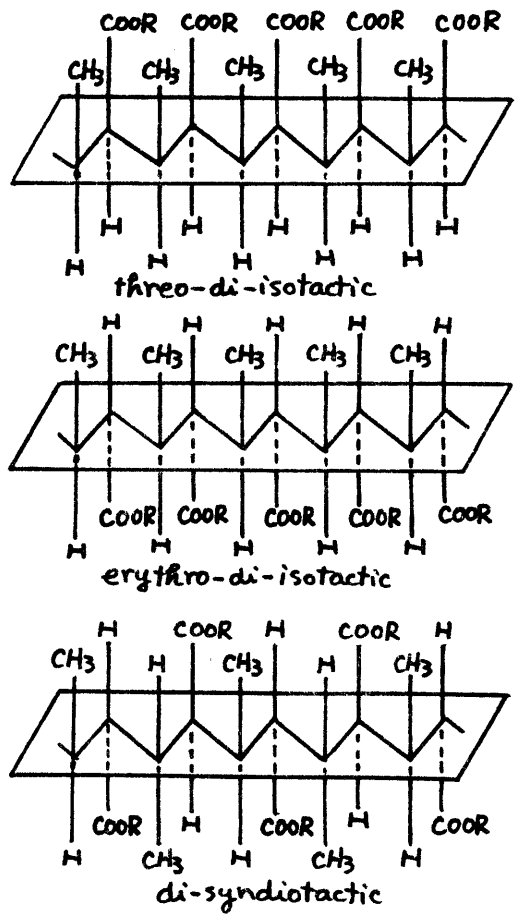 COOR COOR COOR COOR COOR
CH3 CH3 CH3 CH3 CH3
H H H H H
H H H H H
threo-di-isotactic
H H H H H
CH3 CH3 CH3 CH3 CH3
COOR COOR COOR COOR COOR
H H H H H
erythro-di-isotactic
H COOR H COOR H
CH3 H CH3 H CH3
COOR H COOR H COOR
H CH3 H CH3 H
di-syndiotactic